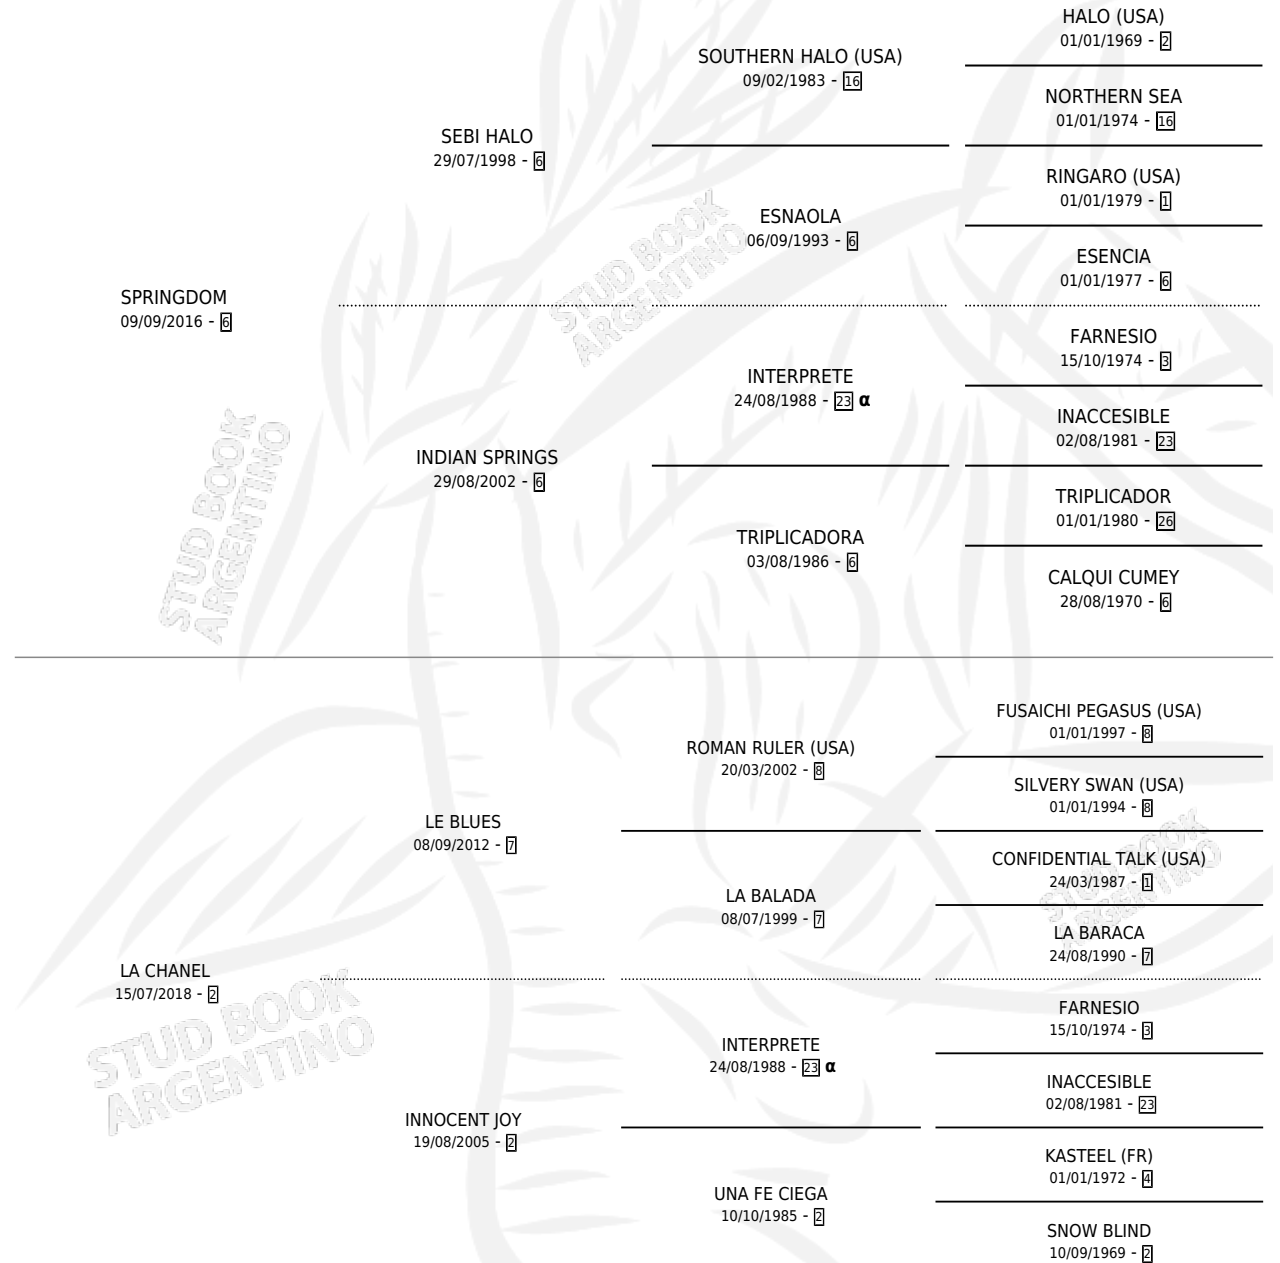 HALO (USA)
01/01/1969 - 2
SOUTHERN HALO (USA)
09/02/1983 - 16
NORTHERN SEA
01/01/1974 - 16
SEBI HALO
29/07/1998 - 6
RINGARO (USA)
01/01/1979 - 1
ESNAOLA
06/09/1993 - 6
ESENCIA
01/01/1977 - 6
STUD BOOK
ARGENTINO
SPRINGDOM
09/09/2016 - 6
FARNESIO
15/10/1974 - 3
INTERPRETE
24/08/1988 - 23 α
INACCESIBLE
02/08/1981 - 23
INDIAN SPRINGS
29/08/2002 - 6
TRIPLICADOR
01/01/1980 - 26
TRIPLICADORA
03/08/1986 - 6
CALQUI CUMEY
28/08/1970 - 6
STUD BOOK
ARGENTINO
FUSAICHI PEGASUS (USA)
01/01/1997 - 8
ROMAN RULER (USA)
20/03/2002 - 8
SILVERY SWAN (USA)
01/01/1994 - 8
LE BLUES
08/09/2012 - 7
CONFIDENTIAL TALK (USA)
24/03/1987 - 1
LA BALADA
08/07/1999 - 7
LA BARACA
24/08/1990 - 7
STUD BOOK
ARGENTINO
LA CHANEL
15/07/2018 - 2
FARNESIO
15/10/1974 - 3
INTERPRETE
24/08/1988 - 23 α
INACCESIBLE
02/08/1981 - 23
STUD BOOK
ARGENTINO
INNOCENT JOY
19/08/2005 - 2
KASTEEL (FR)
01/01/1972 - 4
UNA FE CIEGA
10/10/1985 - 2
SNOW BLIND
10/09/1969 - 2